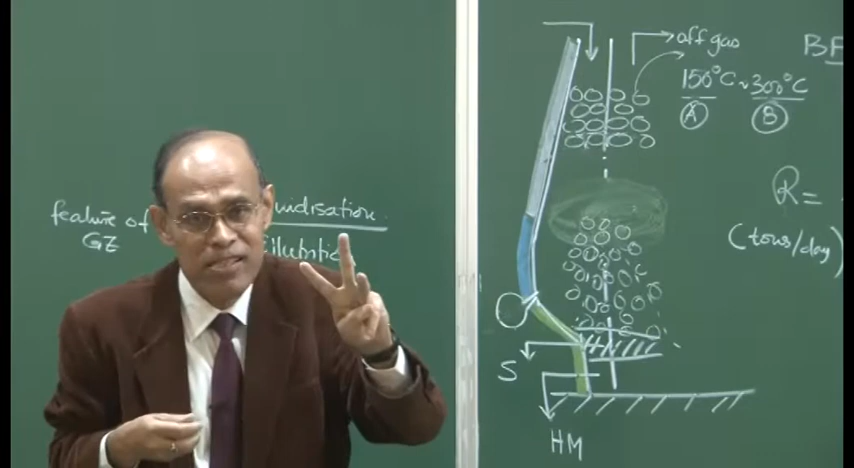 feature of
GZ
off gas
150°C ~ 300°C
A
B
BF
R =
(tons/day)
S
HM